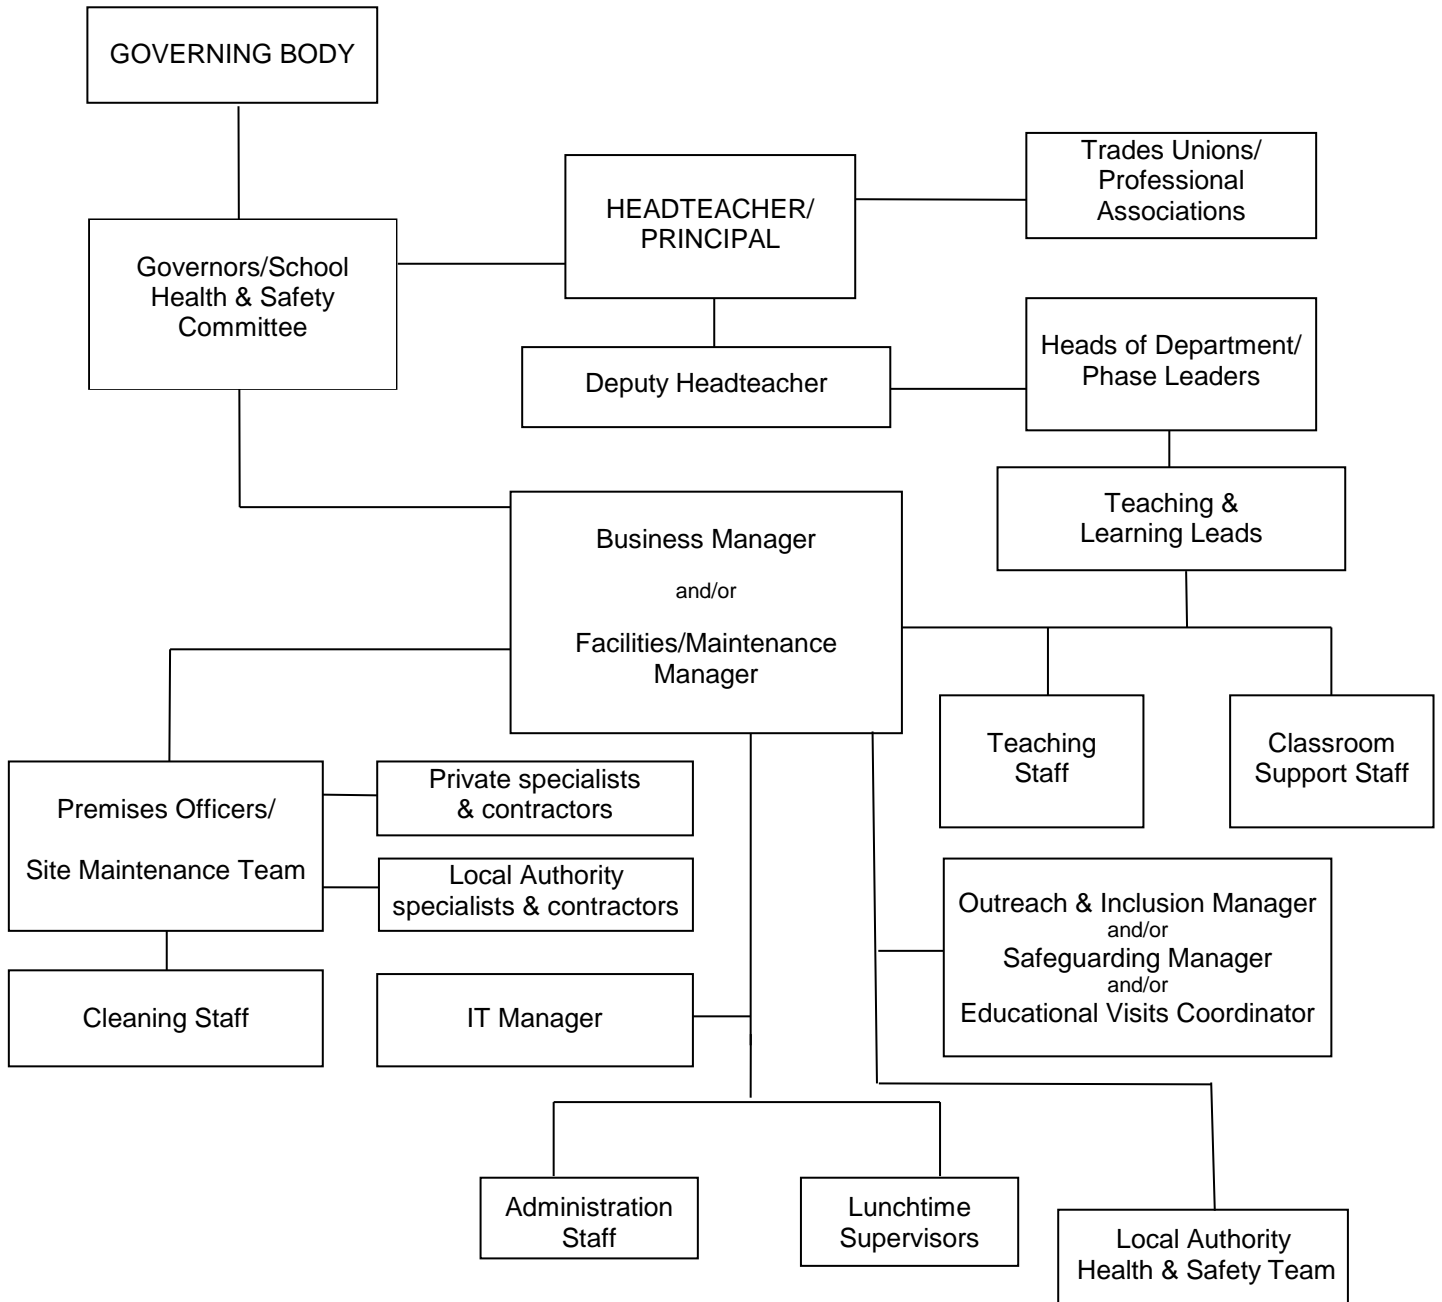 GOVERNING BODY
Trades Unions/
Professional
Associations
HEADTEACHER/
PRINCIPAL
Governors/School
Health & Safety
Committee
Heads of Department/
Phase Leaders
Deputy Headteacher
Teaching &
Learning Leads
Business Manager
and/or
Facilities/Maintenance
Manager
Teaching
Staff
Classroom
Support Staff
Premises Officers/
Site Maintenance Team
Private specialists
& contractors
Local Authority
specialists & contractors
Outreach & Inclusion Manager
and/or
Safeguarding Manager
and/or
Educational Visits Coordinator
Cleaning Staff
IT Manager
Administration
Staff
Lunchtime
Supervisors
Local Authority
Health & Safety Team